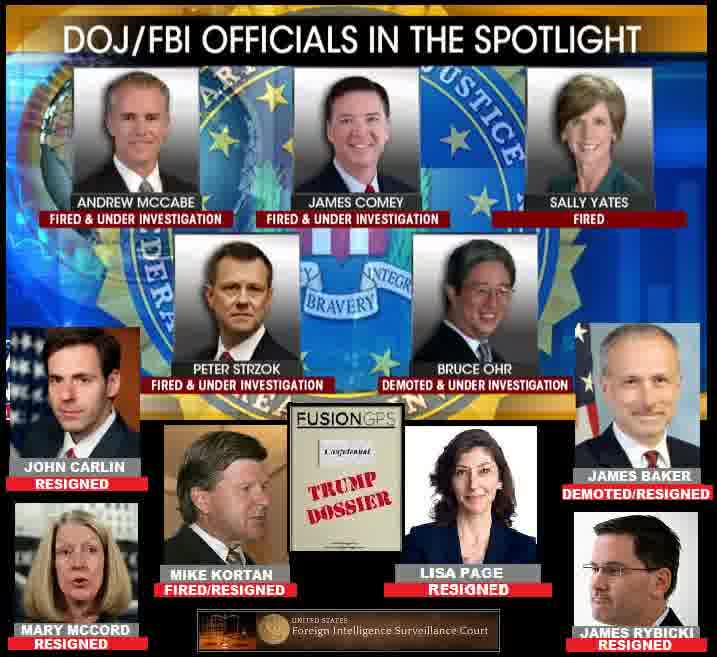 DOJ/FBI OFFICIALS IN THE SPOTLIGHT
ANDREW MCCABE
FIRED & UNDER INVESTIGATION
JAMES COMEY
FIRED & UNDER INVESTIGATION
SALLY YATES
FIRED
USTICE
BRAVERY
INTEGR
PETER STRZOK
FIRED & UNDER INVESTIGATION
BRUCE OHR
DEMOTED & UNDER INVESTIGATION
JOHN CARLIN
RESIGNED
FUSIONGPS
TRUMP
DOSSIER
JAMES BAKER
DEMOTED/RESIGNED
MIKE KORTAN
FIRED/RESIGNED
LISA PAGE
RESIGNED
MARY MCCORD
RESIGNED
UNITED STATES
Foreign Intelligence Surveillance Court
JAMES RYBICKI
RESIGNED